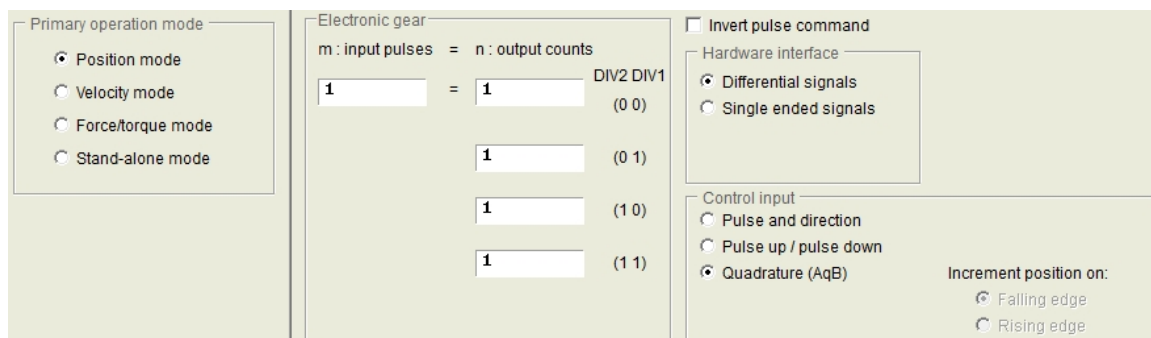 Primary operation mode
Position mode
Velocity mode
Force/torque mode
Stand-alone mode
Electronic gear
m : input pulses = n : output counts
DIV2 DIV1
1 = 1 (0 0)
1 (0 1)
1 (1 0)
1 (1 1)
Invert pulse command
Hardware interface
Differential signals
Single ended signals
Control input
Pulse and direction
Pulse up / pulse down
Quadrature (AqB)
Increment position on:
Falling edge
Rising edge